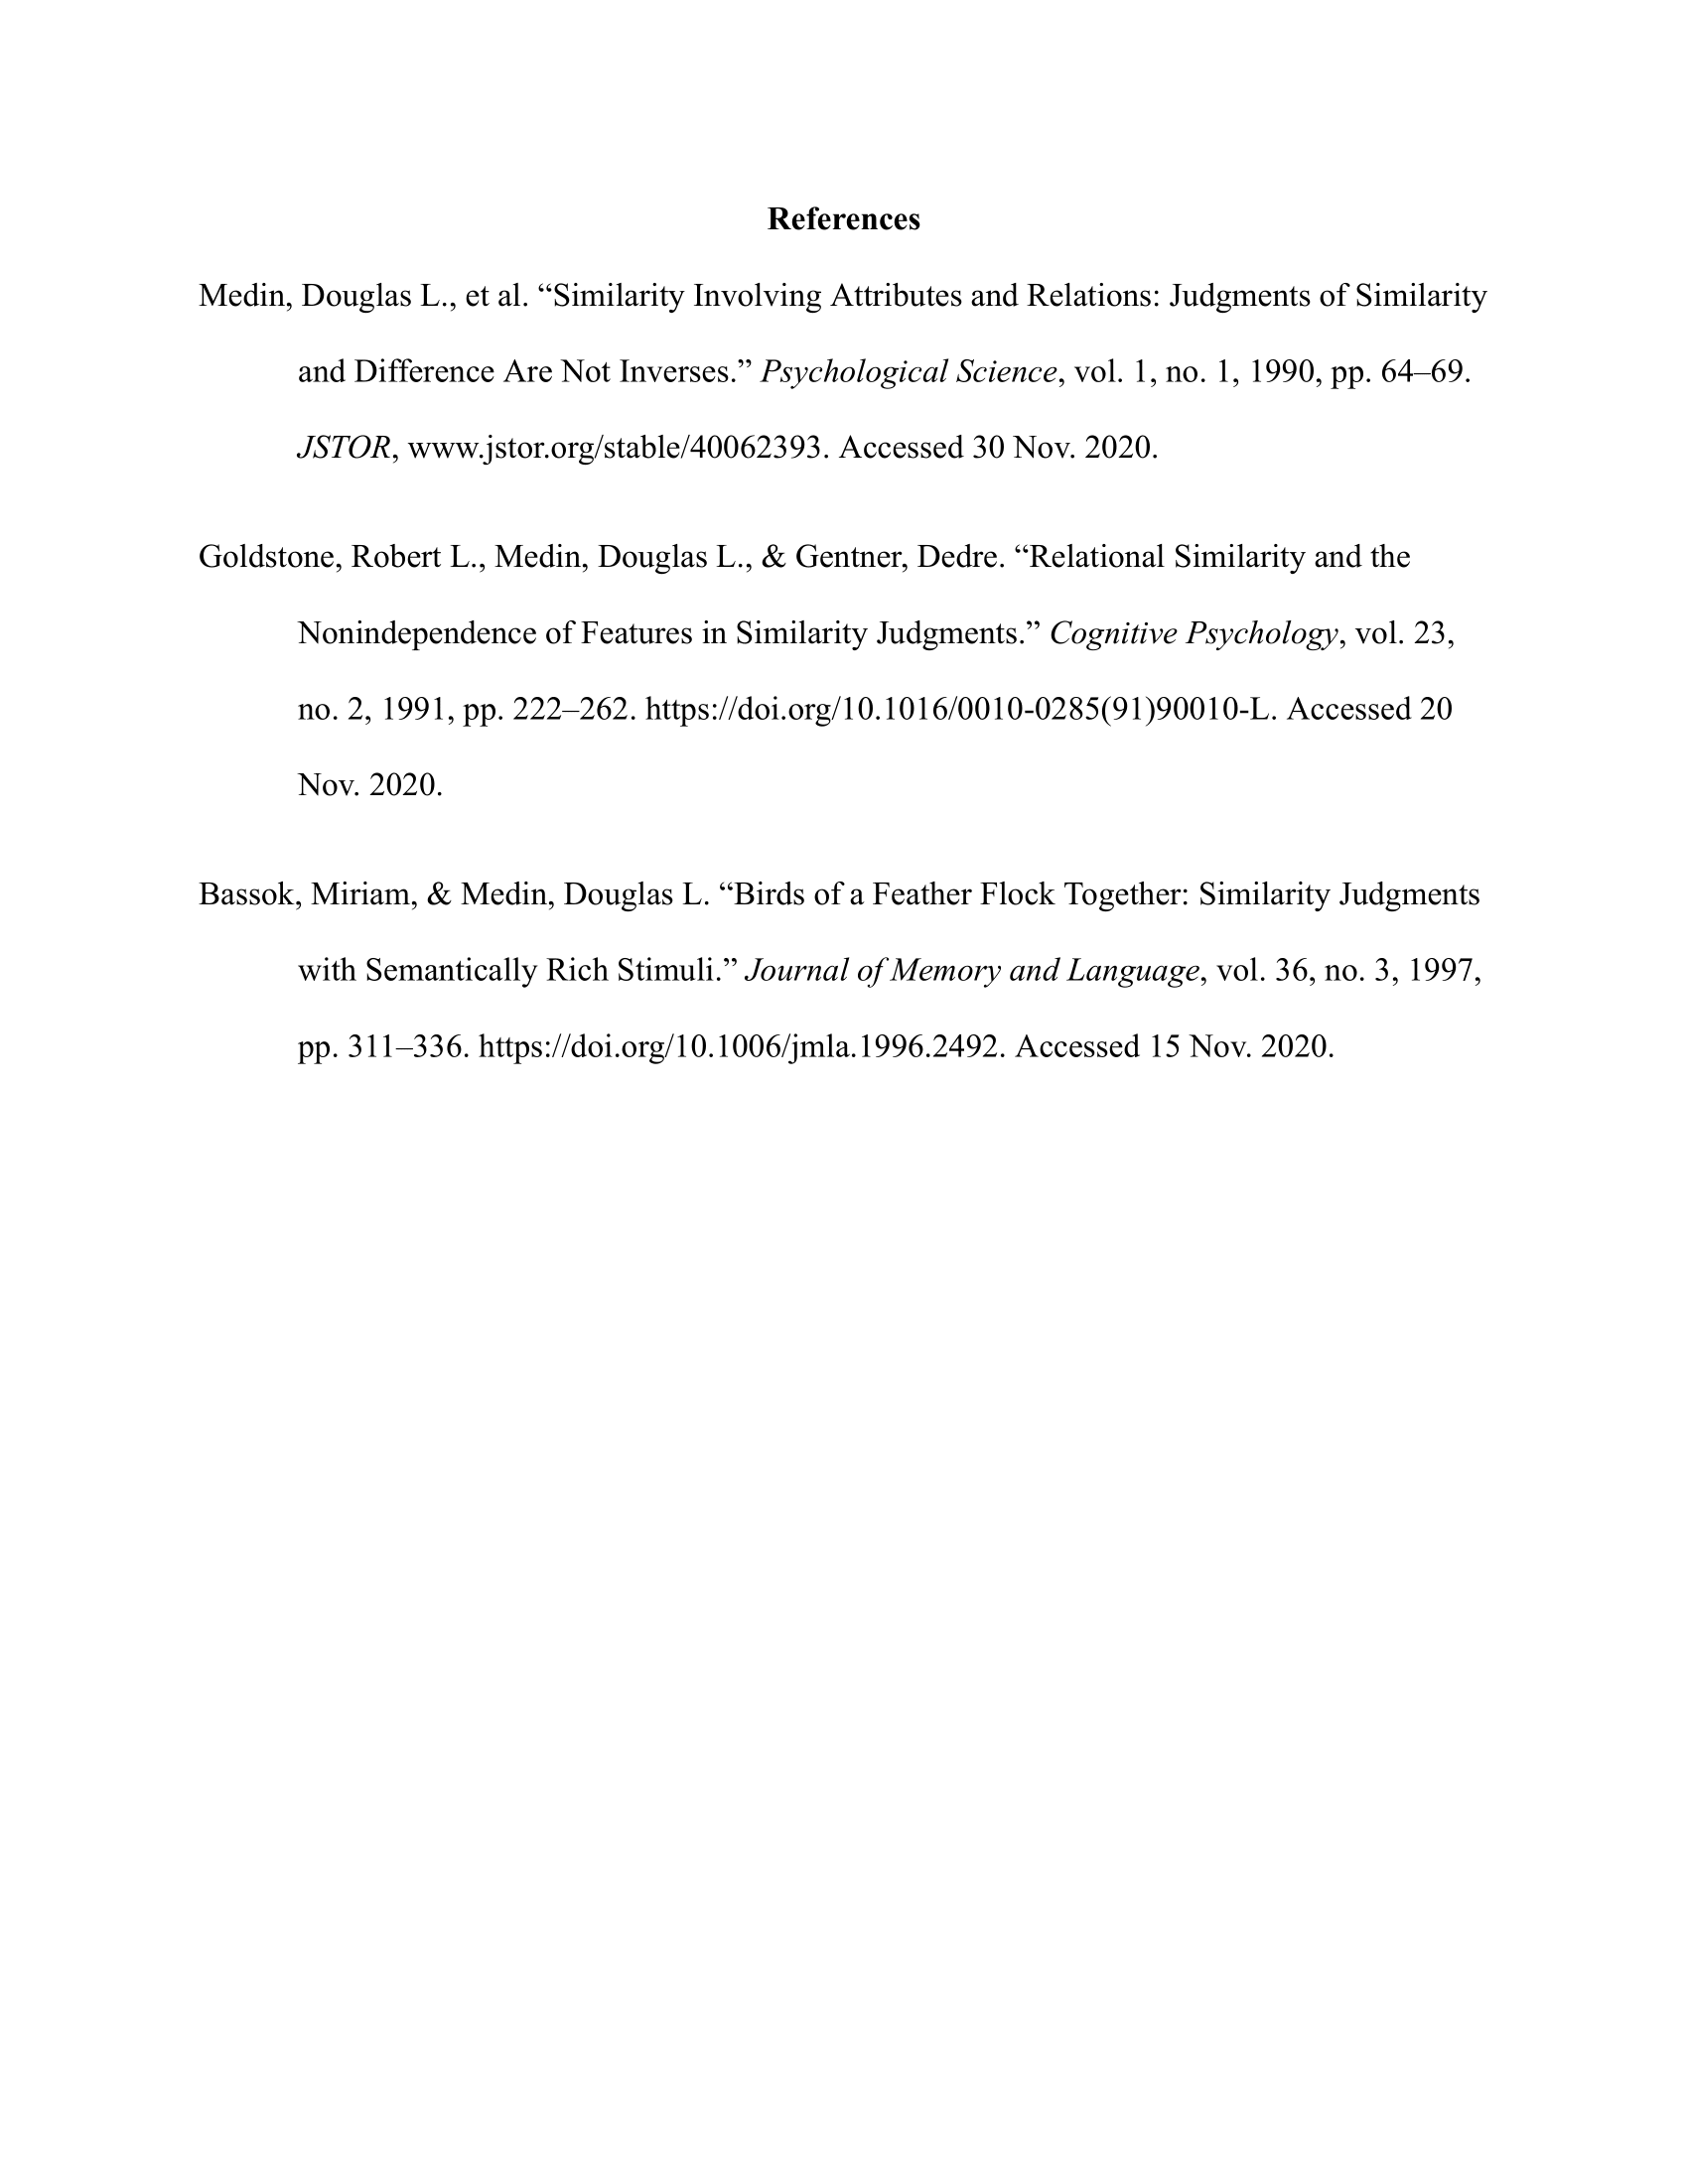 References
Medin, Douglas L., et al. “Similarity Involving Attributes and Relations: Judgments of Similarity
and Difference Are Not Inverses.” Psychological Science, vol. 1, no. 1, 1990, pp. 64–69.
JSTOR, www.jstor.org/stable/40062393. Accessed 30 Nov. 2020.
Goldstone, Robert L., Medin, Douglas L., & Gentner, Dedre. “Relational Similarity and the
Nonindependence of Features in Similarity Judgments.” Cognitive Psychology, vol. 23,
no. 2, 1991, pp. 222–262. https://doi.org/10.1016/0010-0285(91)90010-L. Accessed 20
Nov. 2020.
Bassok, Miriam, & Medin, Douglas L. “Birds of a Feather Flock Together: Similarity Judgments
with Semantically Rich Stimuli.” Journal of Memory and Language, vol. 36, no. 3, 1997,
pp. 311–336. https://doi.org/10.1006/jmla.1996.2492. Accessed 15 Nov. 2020.